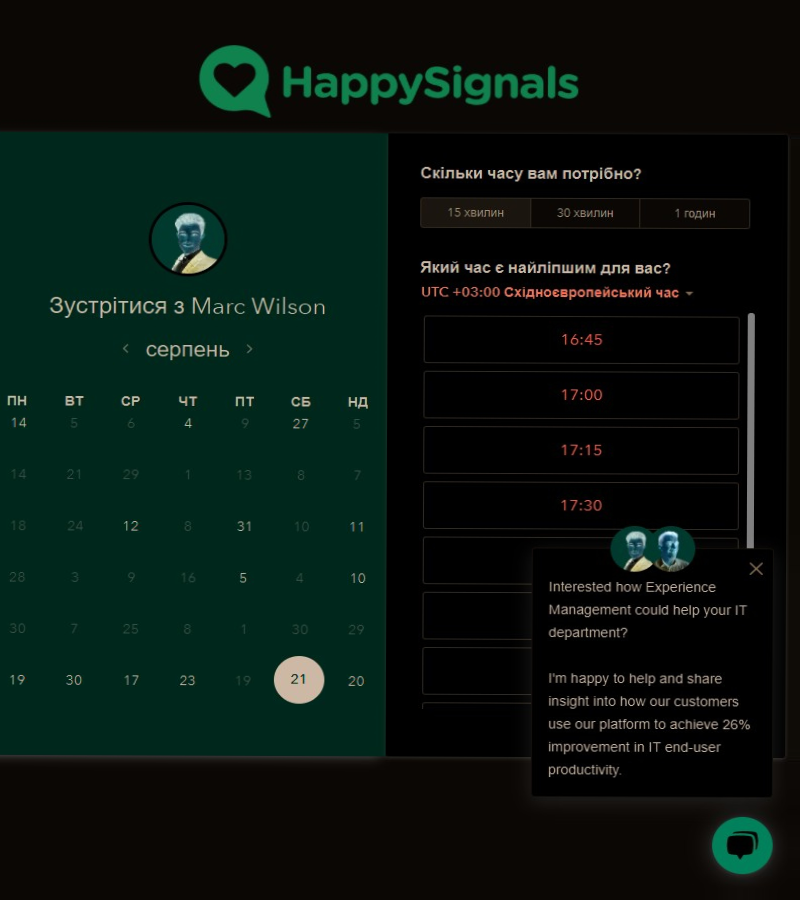 HappySignals
Зустрітися з Marc Wilson
серпень
ПН ВТ СР ЧТ ПТ СБ НД
14 5 6 4 9 27 5
14 21 29 1 13 8 7
18 24 12 8 31 10 11
28 3 9 16 5 4 10
30 7 25 8 1 30 29
19 30 17 23 19 21 20
Скільки часу вам потрібно?
15 хвилин 30 хвилин 1 годин
Який час є найліпшим для вас?
UTC +03:00 Східноєвропейський час
16:45
17:00
17:15
17:30
Interested how Experience
Management could help your IT
department?
I'm happy to help and share
insight into how our customers
use our platform to achieve 26%
improvement in IT end-user
productivity.